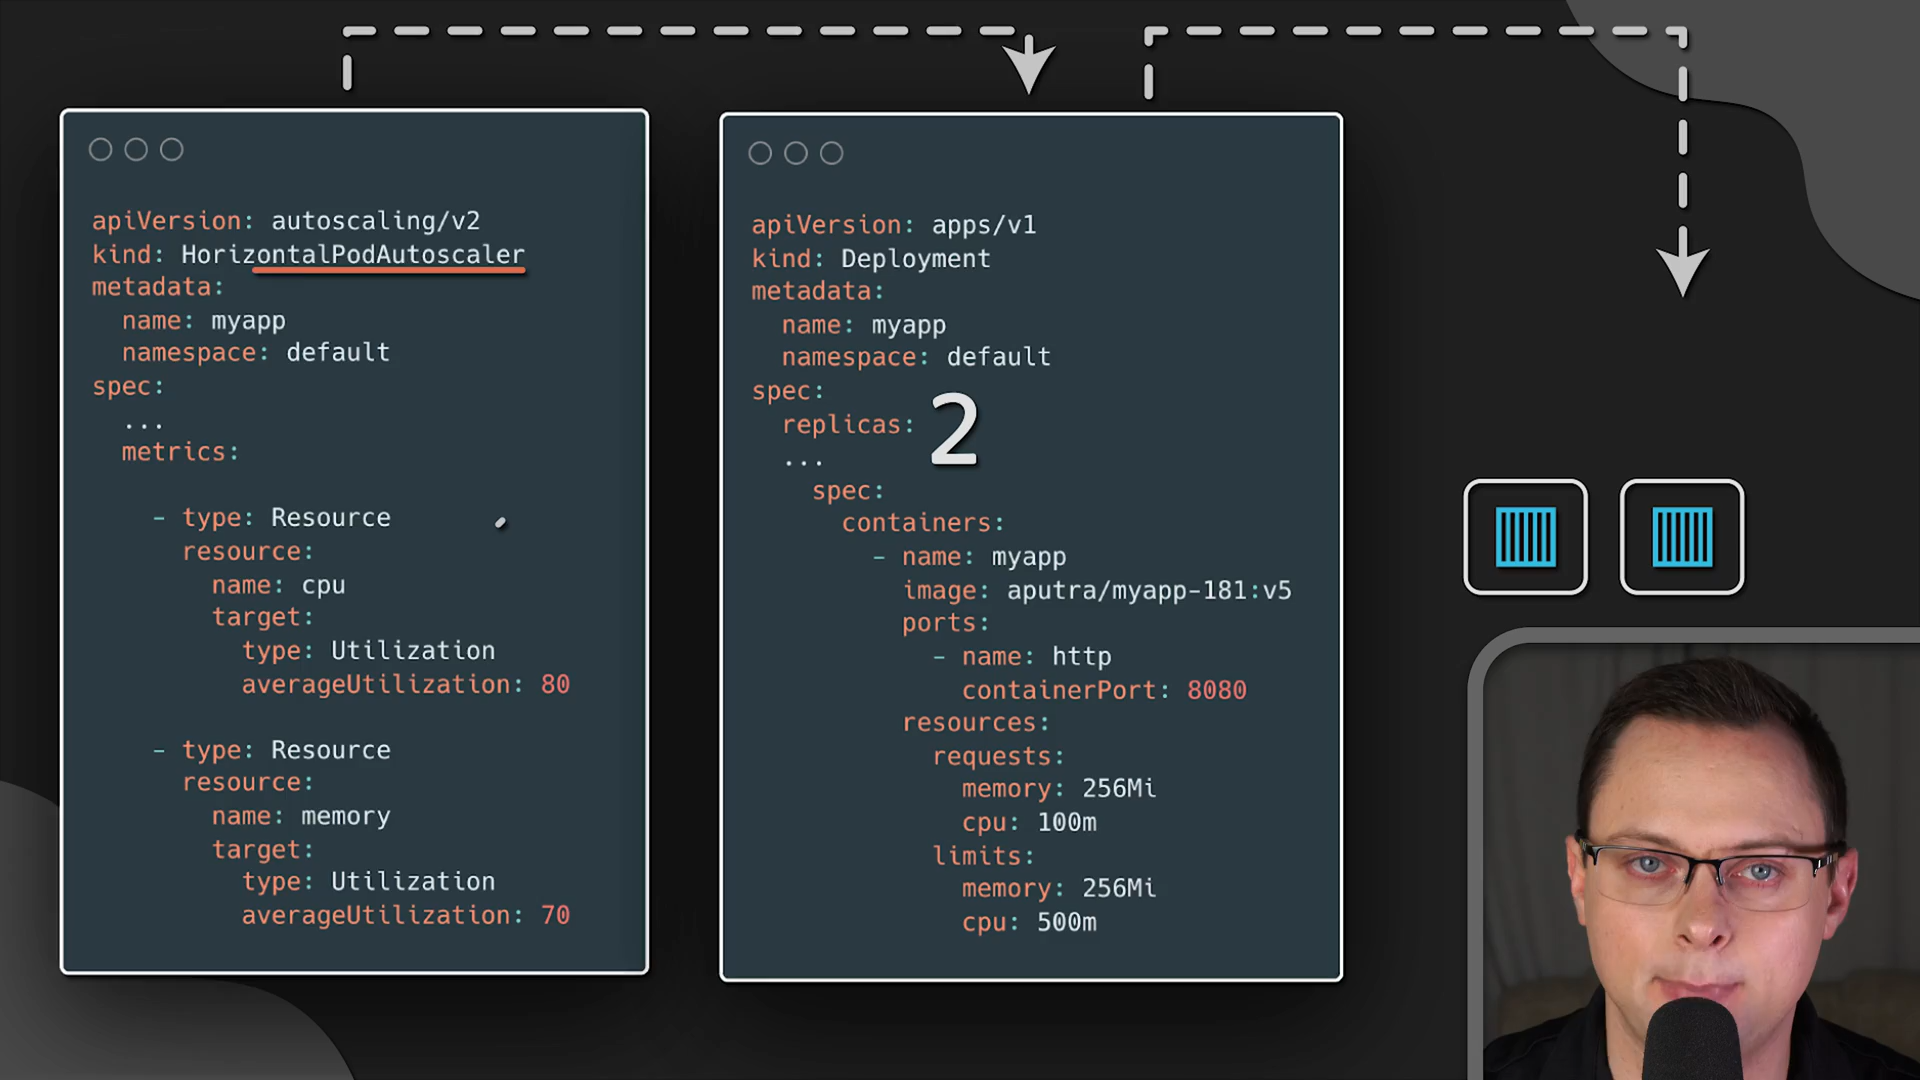 apiVersion: autoscaling/v2
kind: HorizontalPodAutoscaler
metadata:
  name: myapp
  namespace: default
spec:
  ...
  metrics:
    - type: Resource
      resource:
        name: cpu
        target:
          type: Utilization
          averageUtilization: 80
    - type: Resource
      resource:
        name: memory
        target:
          type: Utilization
          averageUtilization: 70
apiVersion: apps/v1
kind: Deployment
metadata:
  name: myapp
  namespace: default
spec:
  replicas: 2
  ...
    spec:
      containers:
        - name: myapp
          image: aputra/myapp-181:v5
          ports:
            - name: http
              containerPort: 8080
          resources:
            requests:
              memory: 256Mi
              cpu: 100m
            limits:
              memory: 256Mi
              cpu: 500m